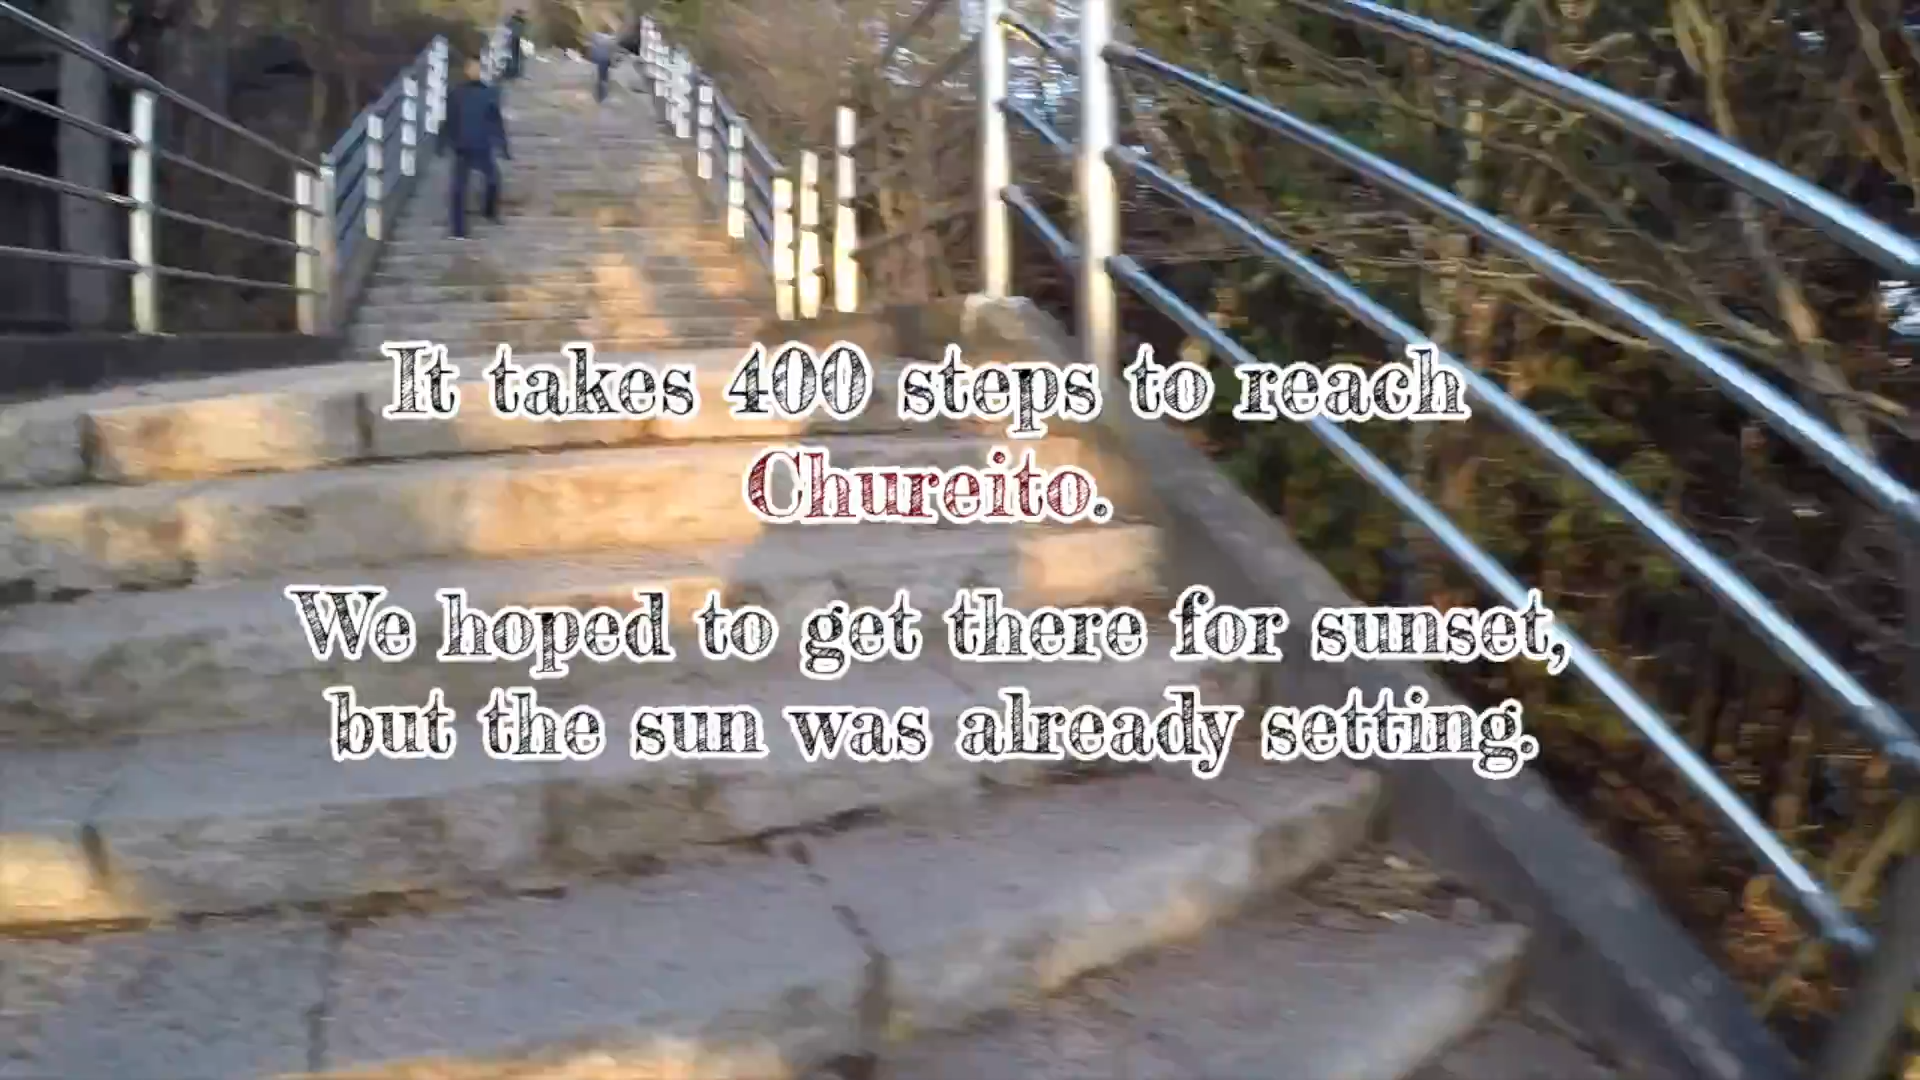 It takes 400 steps to reach
Chureito.
We hoped to get there for sunset,
but the sun was already setting.